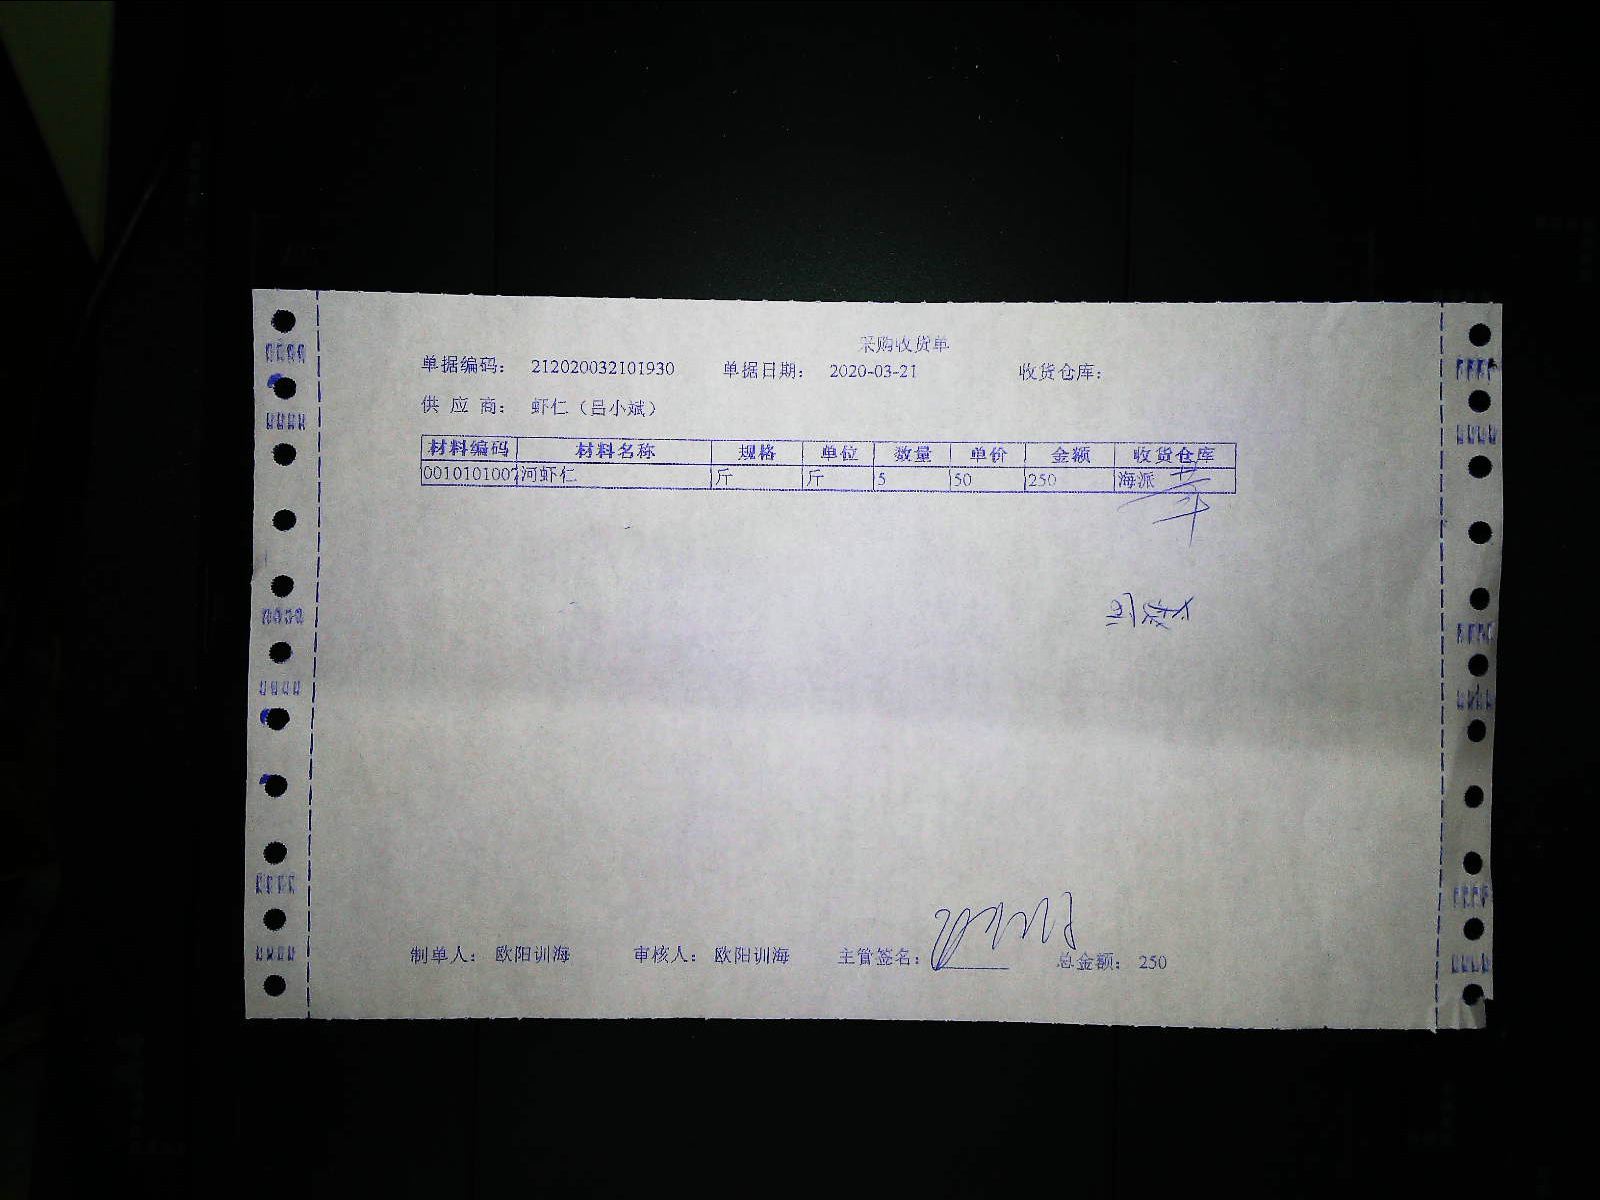 采购收货单
单据编码: 212020032101930 单据日期: 2020-03-21 收货仓库:
供 应 商: 虾仁（吕小斌）
材料编码 材料名称 规格 单位 数量 单价 金额 收货仓库
0010101007 河虾仁 斤 斤 5 50 250 海派
制单人: 欧阳训海 审核人: 欧阳训海 主管签名: 总金额: 250